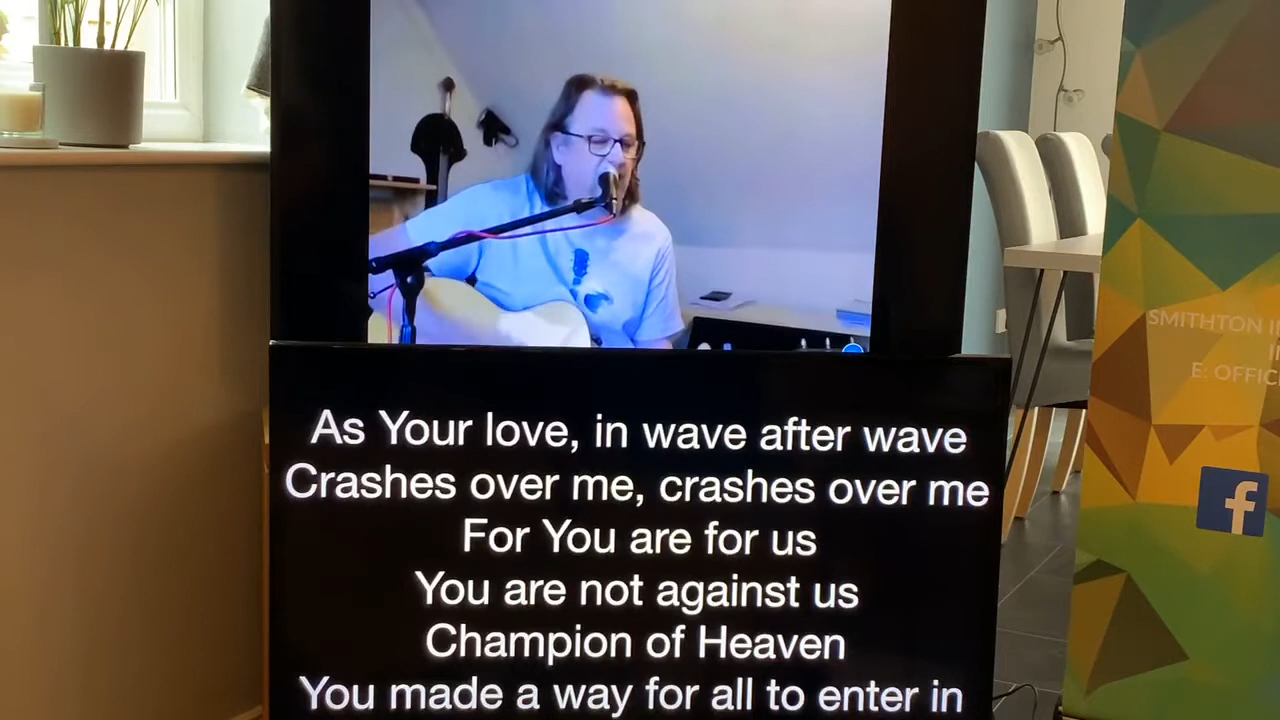 As Your love, in wave after wave
Crashes over me, crashes over me
For You are for us
You are not against us
Champion of Heaven
You made a way for all to enter in
SMITHTON
E: OFFIC
f